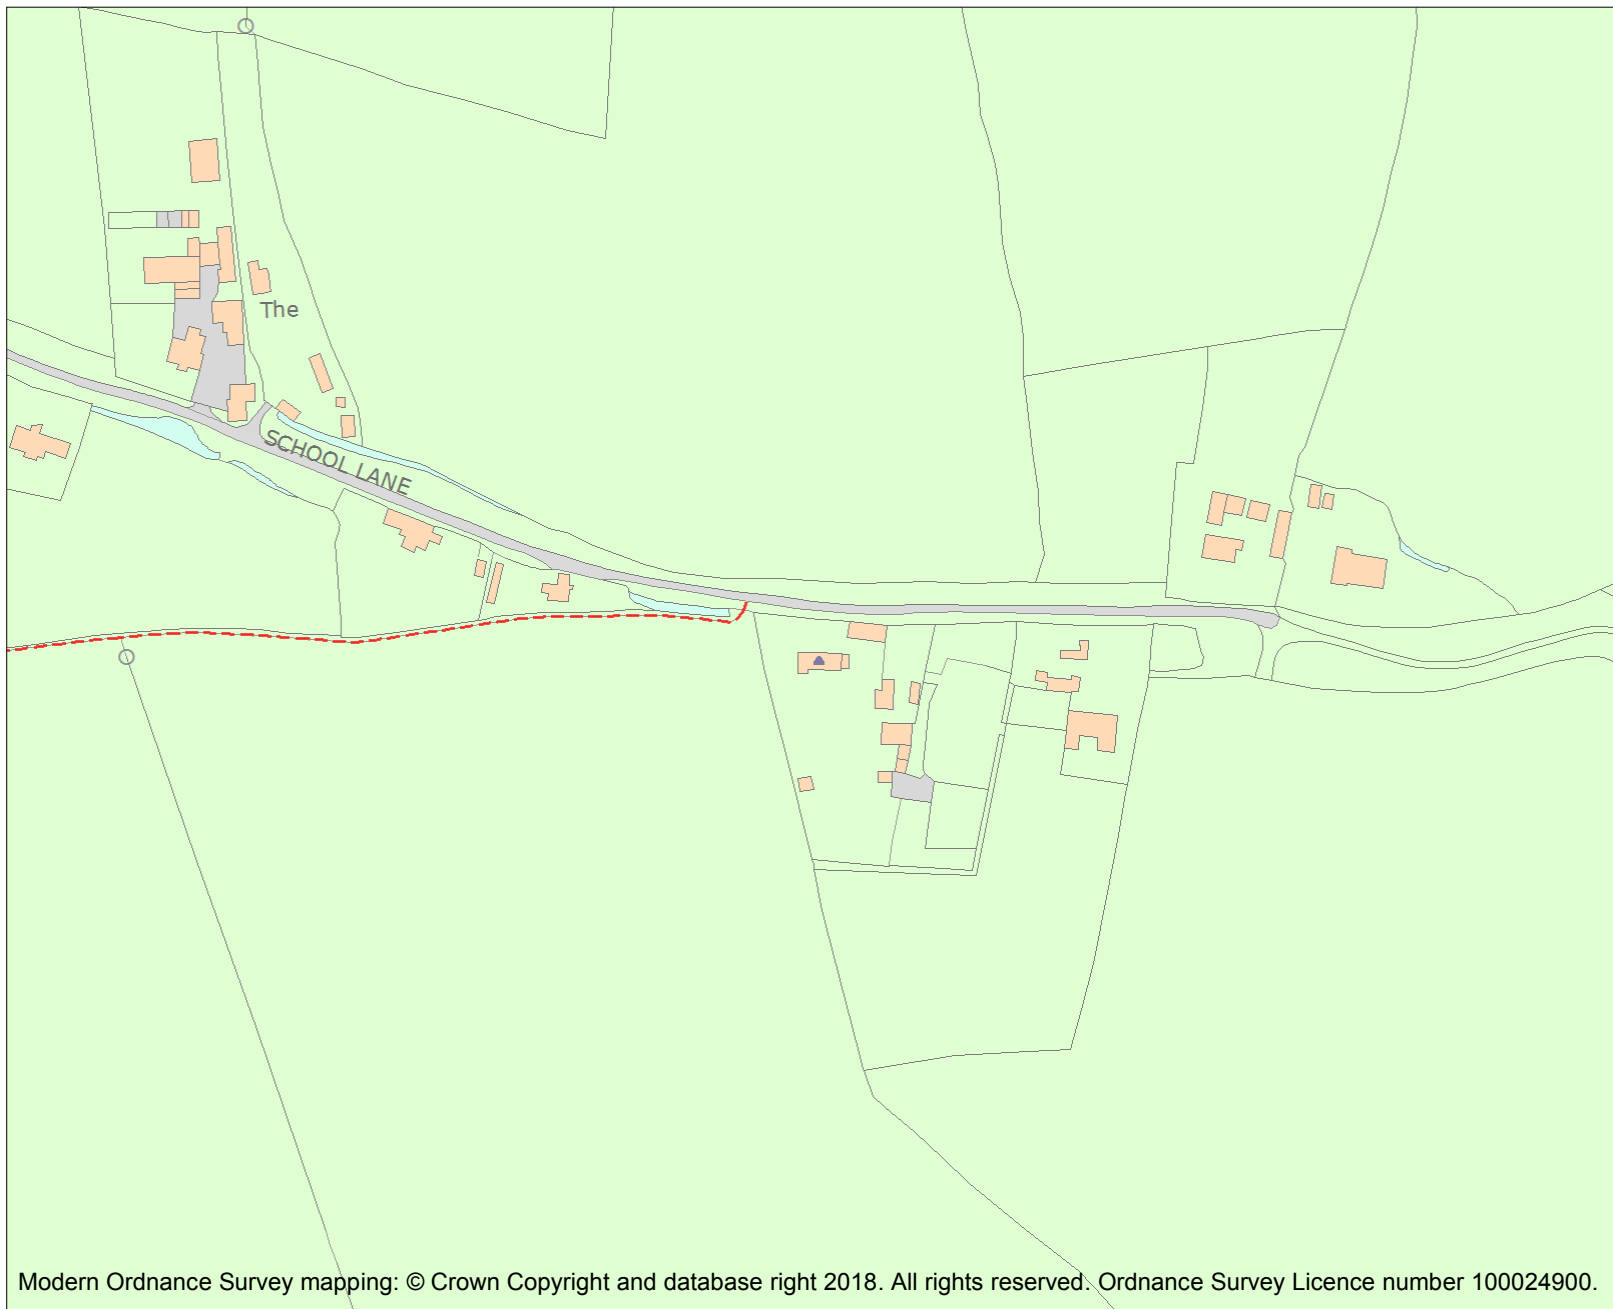 The
SCHOOL LANE
Modern Ordnance Survey mapping: © Crown Copyright and database right 2018. All rights reserved. Ordnance Survey Licence number 100024900.